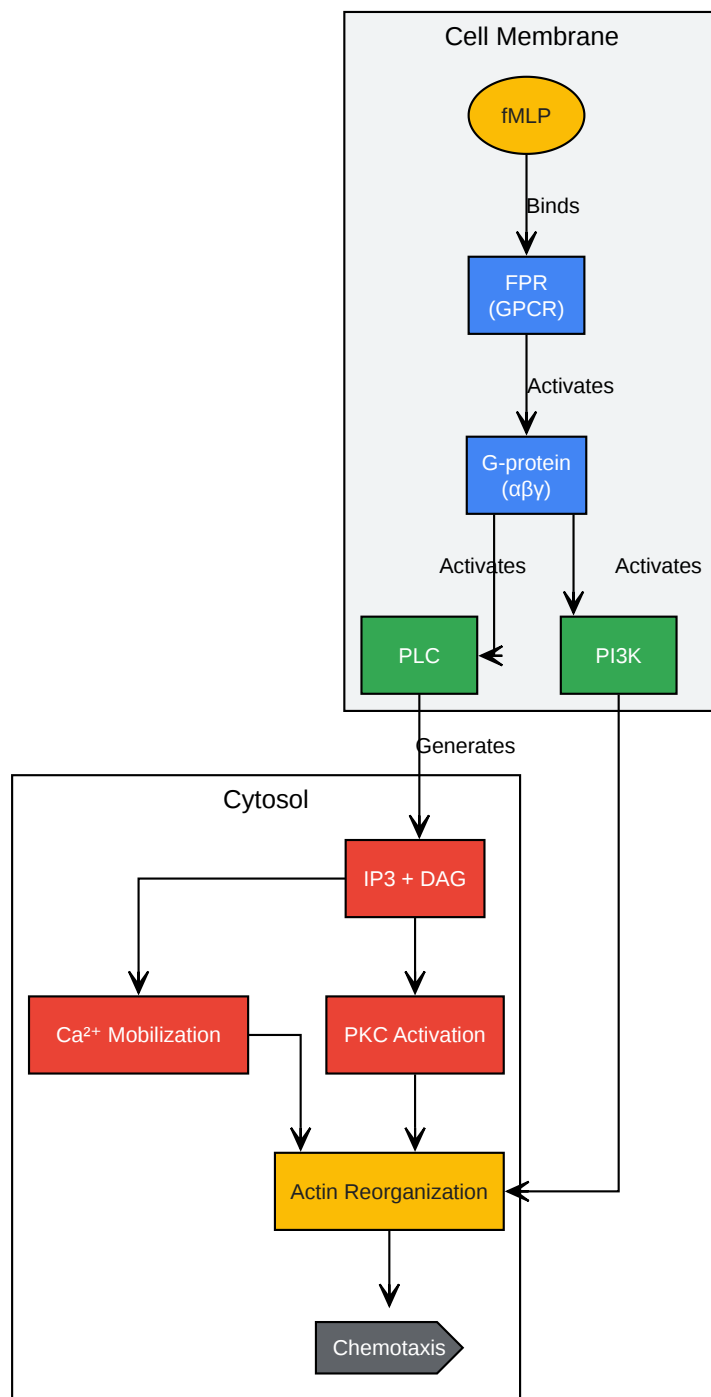 Cell Membrane
fMLP
Binds
FPR
(GPCR)
Activates
G-protein
(αβγ)
Activates
Activates
PLC
PI3K
Generates
Cytosol
IP3 + DAG
Ca²⁺ Mobilization
PKC Activation
Actin Reorganization
Chemotaxis